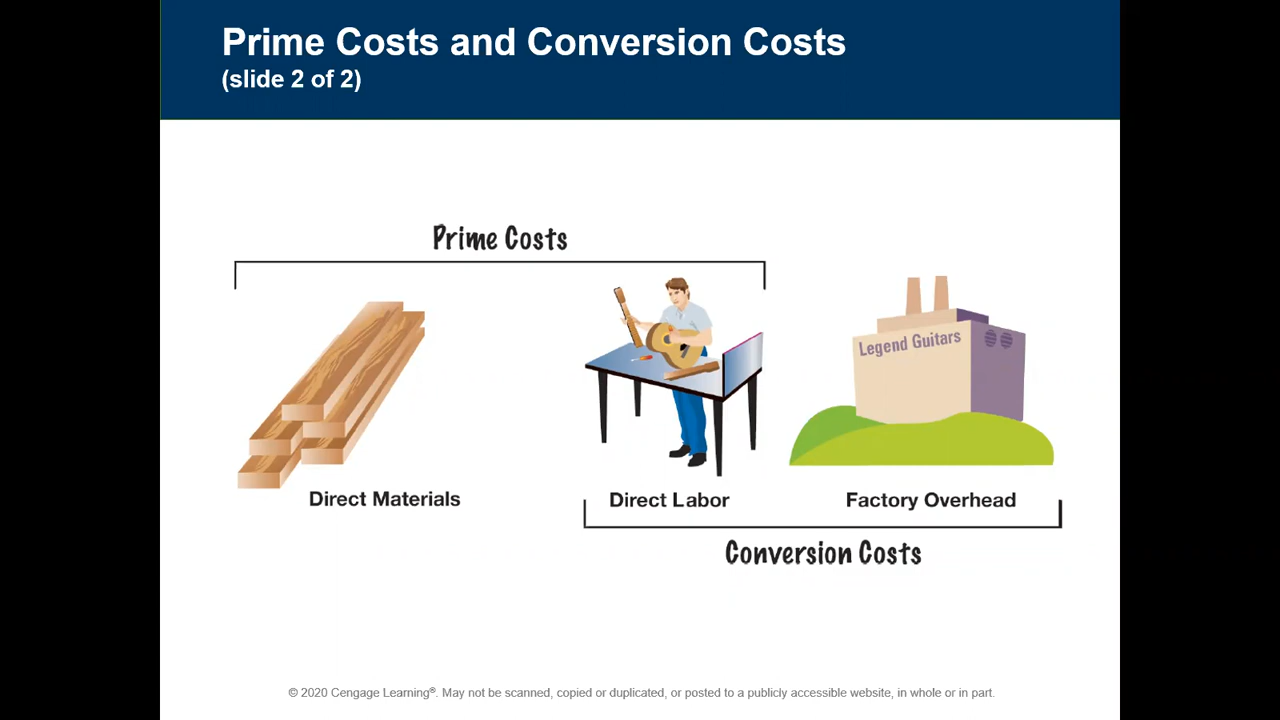 Prime Costs and Conversion Costs
(slide 2 of 2)
Prime Costs
Legend Guitars
Direct Materials
Direct Labor
Factory Overhead
Conversion Costs
© 2020 Cengage Learning®. May not be scanned, copied or duplicated, or posted to a publicly accessible website, in whole or in part.